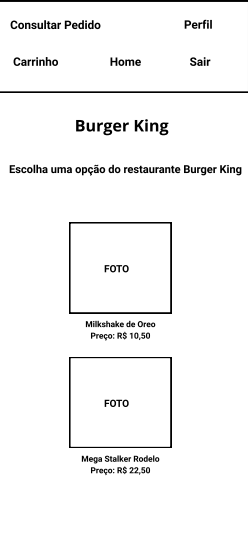 Consultar Pedido Perfil
Carrinho Home Sair
Burger King
Escolha uma opção do restaurante Burger King
FOTO
Milkshake de Oreo
Preço: R$ 10,50
FOTO
Mega Stalker Rodelo
Preço: R$ 22,50